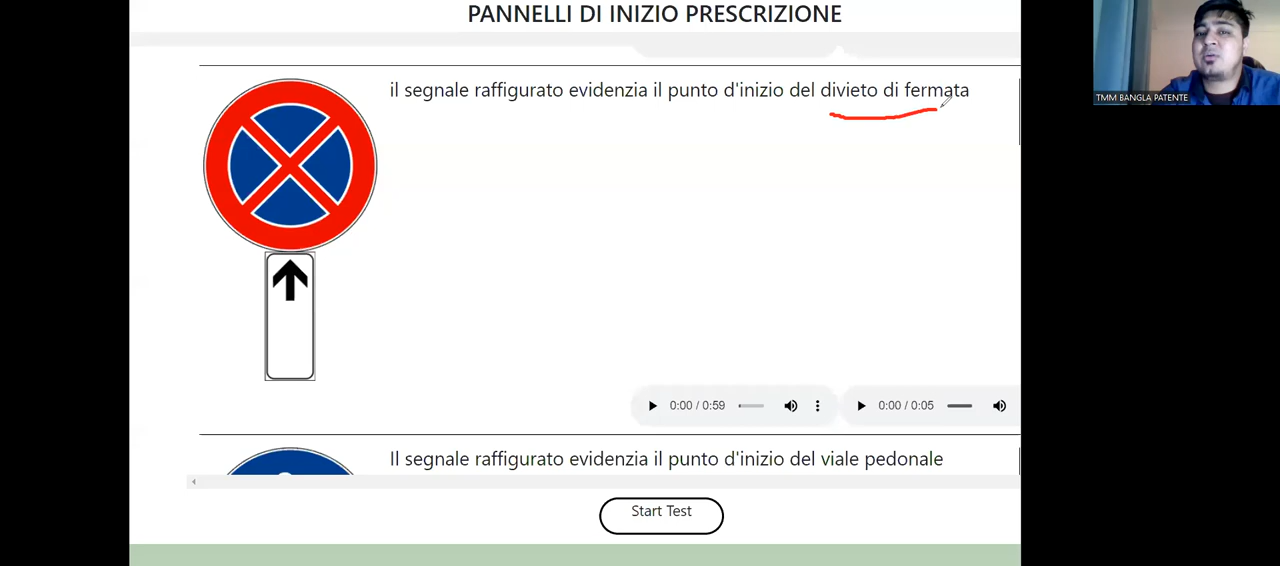 PANNELLI DI INIZIO PRESCRIZIONE
il segnale raffigurato evidenzia il punto d'inizio del divieto di fermata
TMM BANGLA PATENTE
0:00 / 0:59
0:00 / 0:05
Il segnale raffigurato evidenzia il punto d'inizio del viale pedonale
Start Test